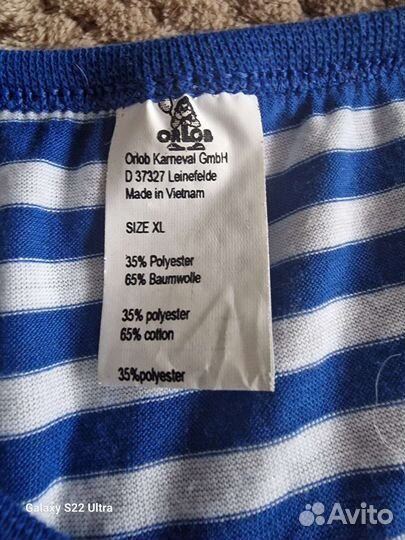 ORLOB
Orlob Karneval GmbH
D 37327 Leinefelde
Made in Vietnam
SIZE XL
35% Polyester
65% Baumwolle
35% polyester
65% cotton
35%polyester
Galaxy S22 Ultra
Avito